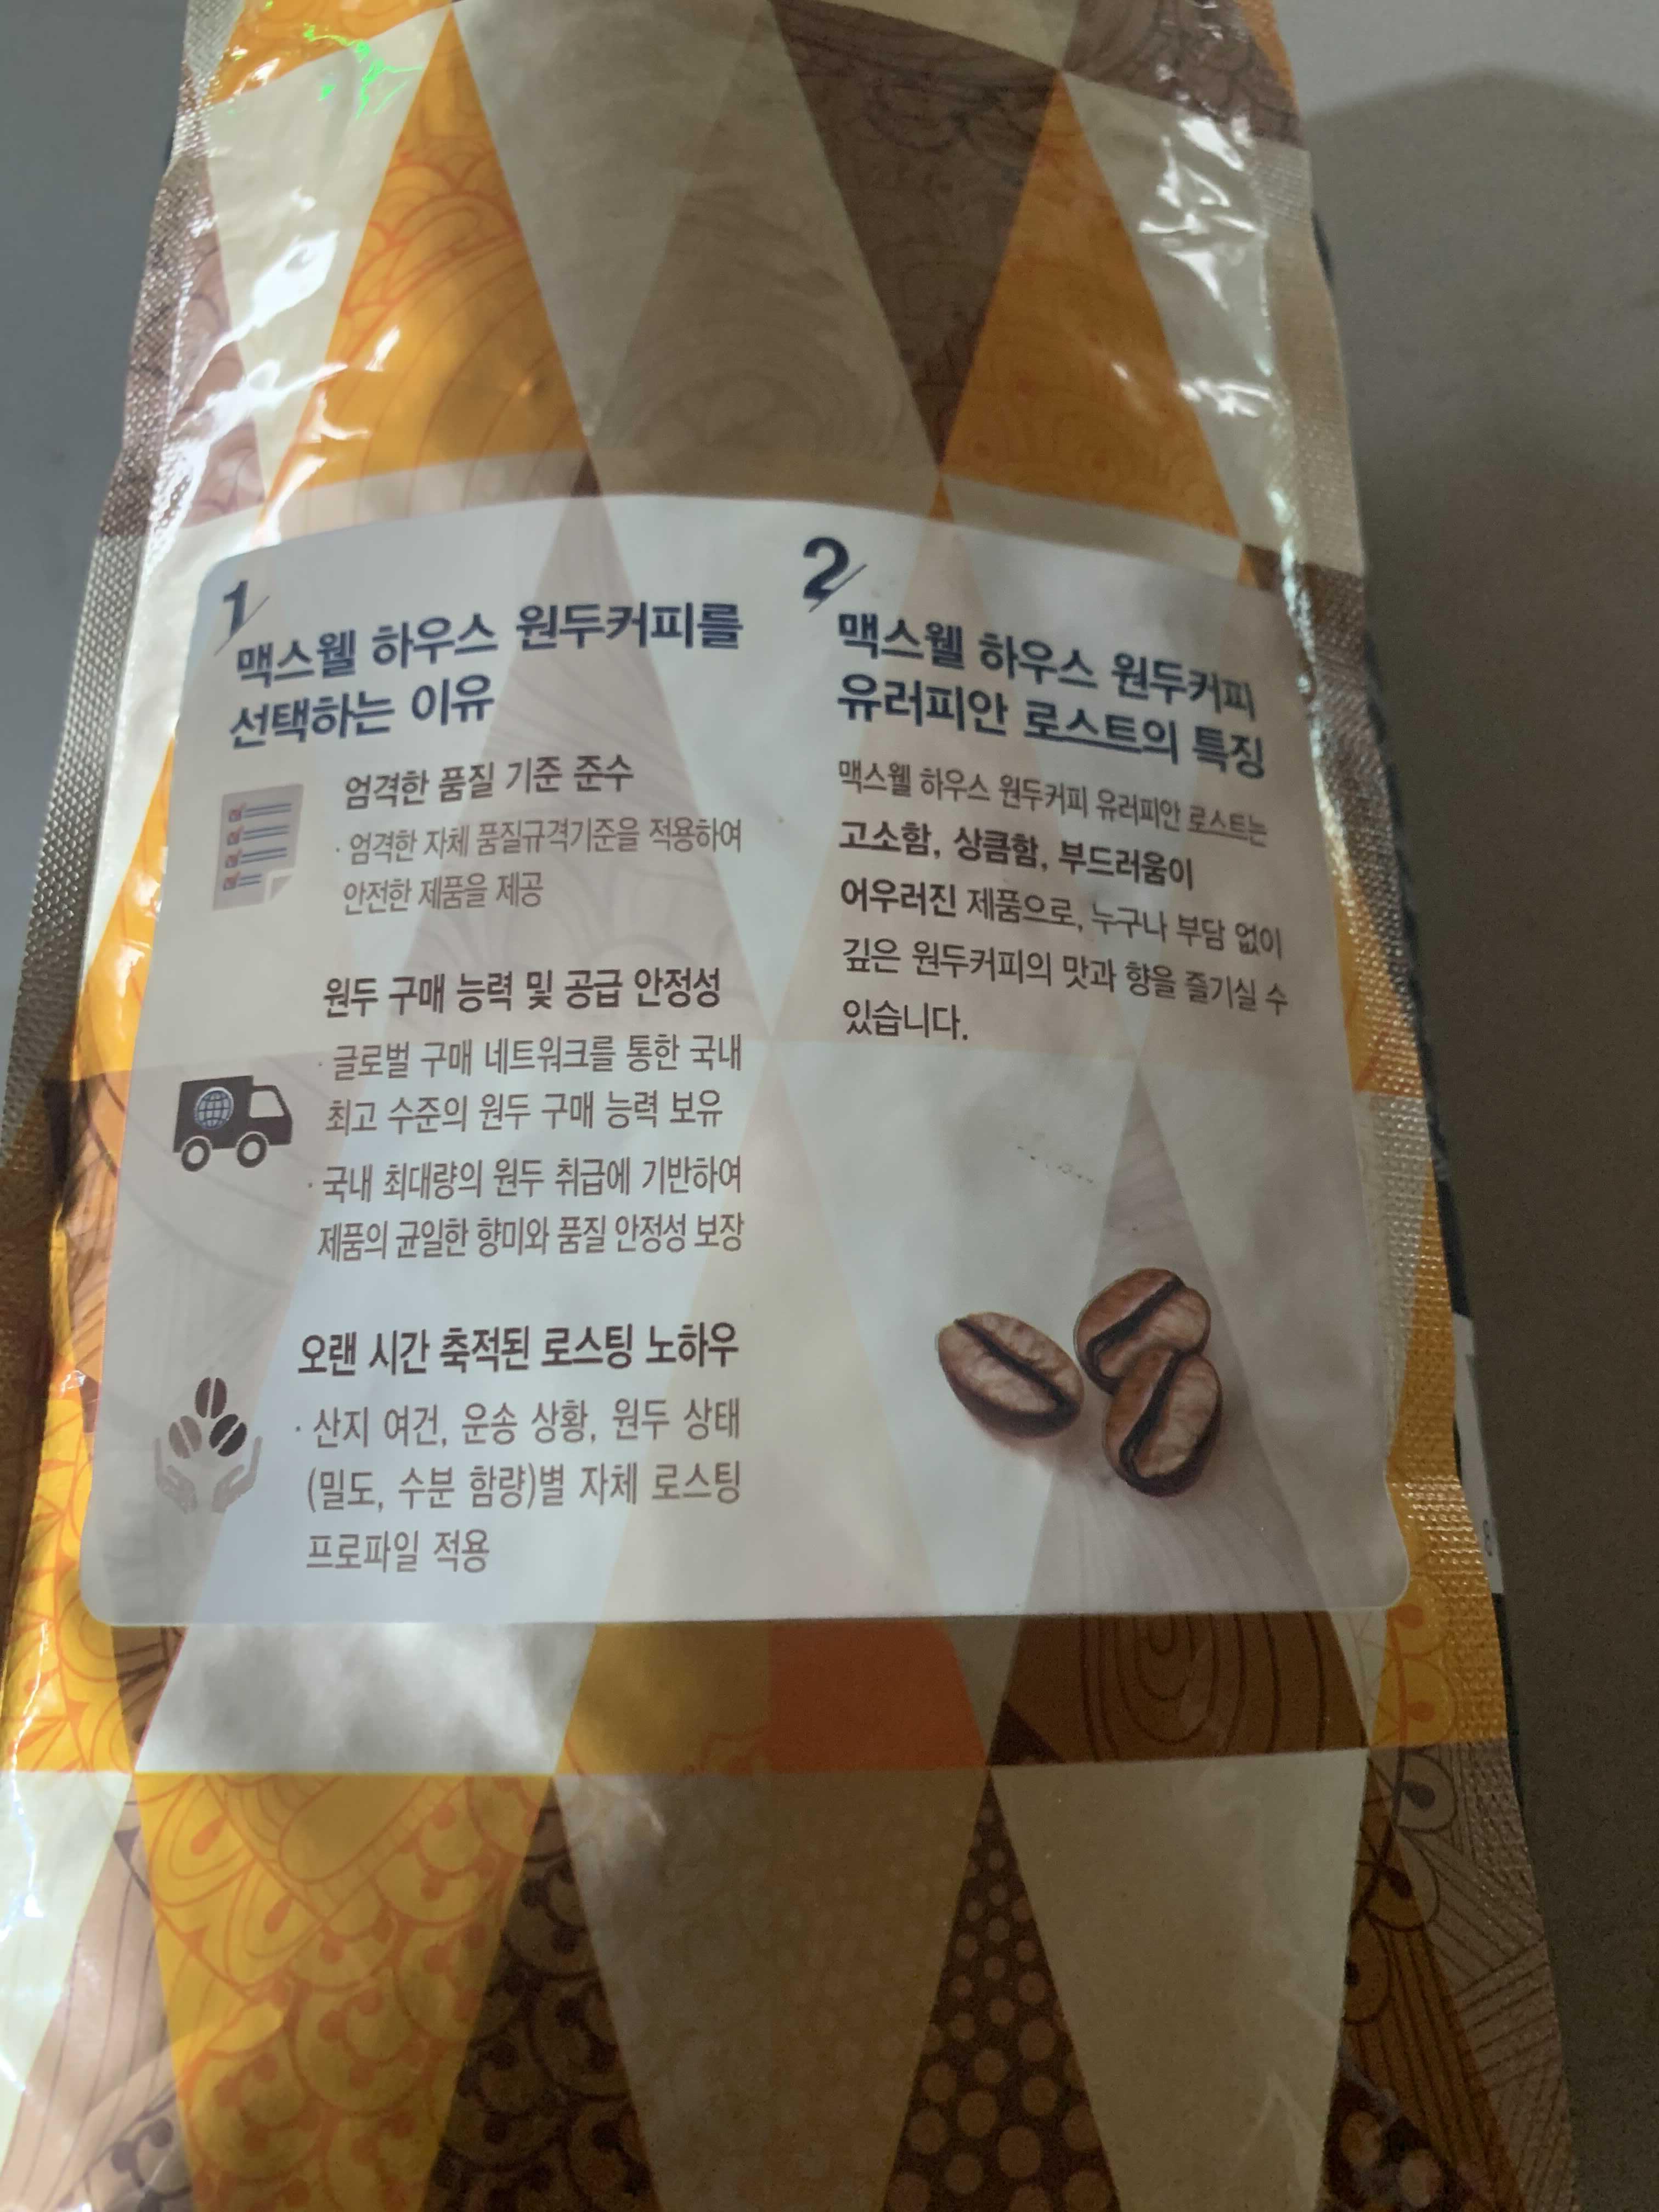 1
맥스웰 하우스 원두커피를
선택하는 이유
엄격한 품질 기준 준수
· 엄격한 자체 품질규격기준을 적용하여
안전한 제품을 제공
원두 구매 능력 및 공급 안정성
· 글로벌 구매 네트워크를 통한 국내
최고 수준의 원두 구매 능력 보유
· 국내 최대량의 원두 취급에 기반하여
제품의 균일한 향미와 품질 안정성 보장
오랜 시간 축적된 로스팅 노하우
· 산지 여건, 운송 상황, 원두 상태
(밀도, 수분 함량)별 자체 로스팅
프로파일 적용
2
맥스웰 하우스 원두커피
유러피안 로스트의 특징
맥스웰 하우스 원두커피 유러피안 로스트는
고소함, 상큼함, 부드러움이
어우러진 제품으로, 누구나 부담 없이
깊은 원두커피의 맛과 향을 즐기실 수
있습니다.